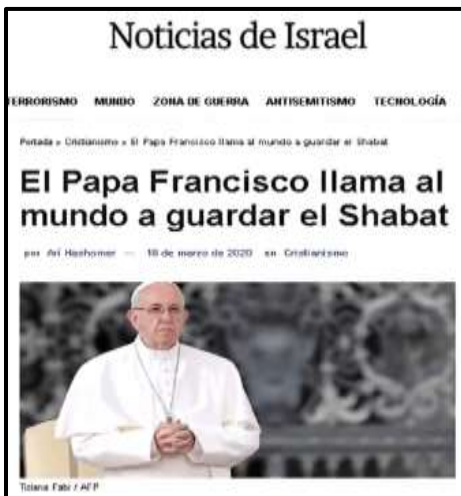 Noticias de Israel
TERRORISMO MUNDO ZONA DE GUERRA ANTISEMITISMO TECNOLOGÍA
Portada » Cristianismo » El Papa Francisco llama al mundo a guardar el Shabat
El Papa Francisco llama al
mundo a guardar el Shabat
por Ari Hashomer — 18 de marzo de 2020 en Cristianismo
Tiziana Fabi / AFP